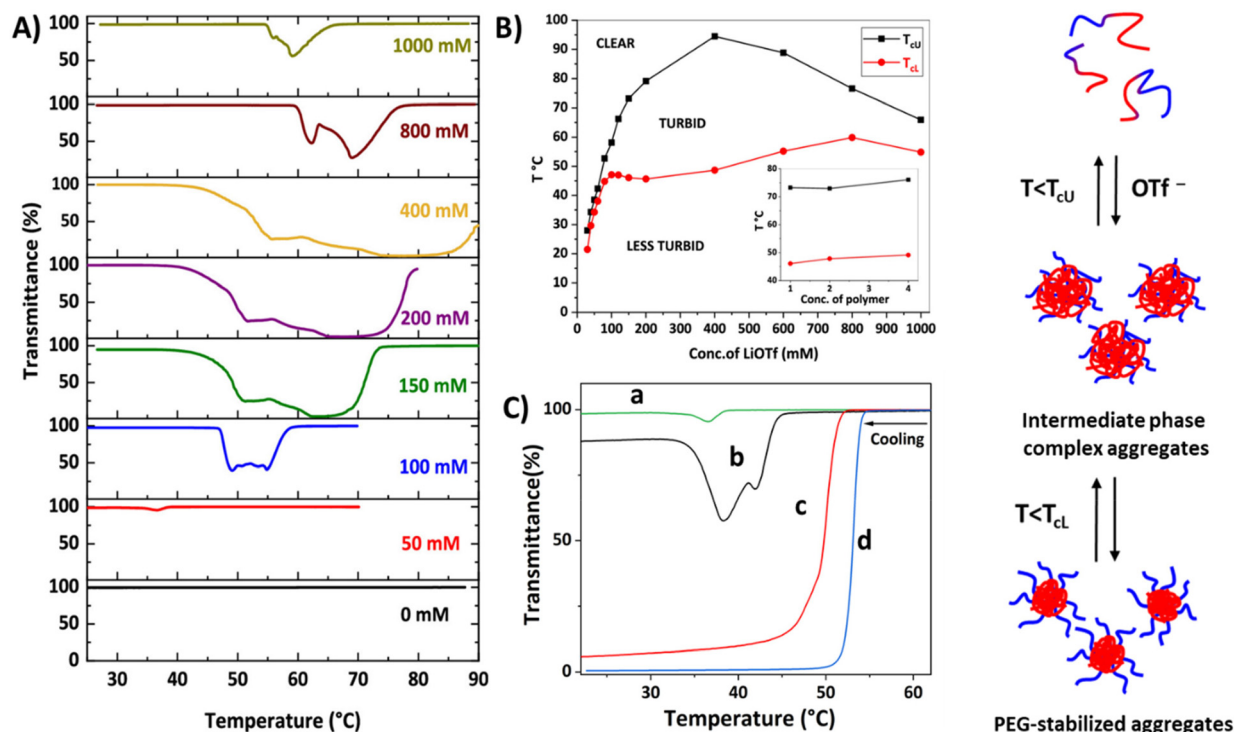 A)
Transmittance (%)
100
50
1000 mM
100
50
800 mM
100
50
400 mM
100
50
200 mM
100
50
150 mM
100
50
100 mM
100
50
50 mM
100
50
0
0 mM
30 40 50 60 70 80 90
Temperature (°C)
B)
T °C
100
90
80
70
60
50
40
30
20
10
0
CLEAR
TURBID
LESS TURBID
TcU
TcL
T °C
80
70
60
50
40
1 2 3 4
Conc. of polymer
0 100 200 300 400 500 600 700 800 900 1000
Conc.of LiOTf (mM)
C)
Transmittance(%)
100
50
0
a
b
c
d
Cooling
30 40 50 60
Temperature (°C)
T<TcU
OTf −
Intermediate phase
complex aggregates
T<TcL
PEG-stabilized aggregates